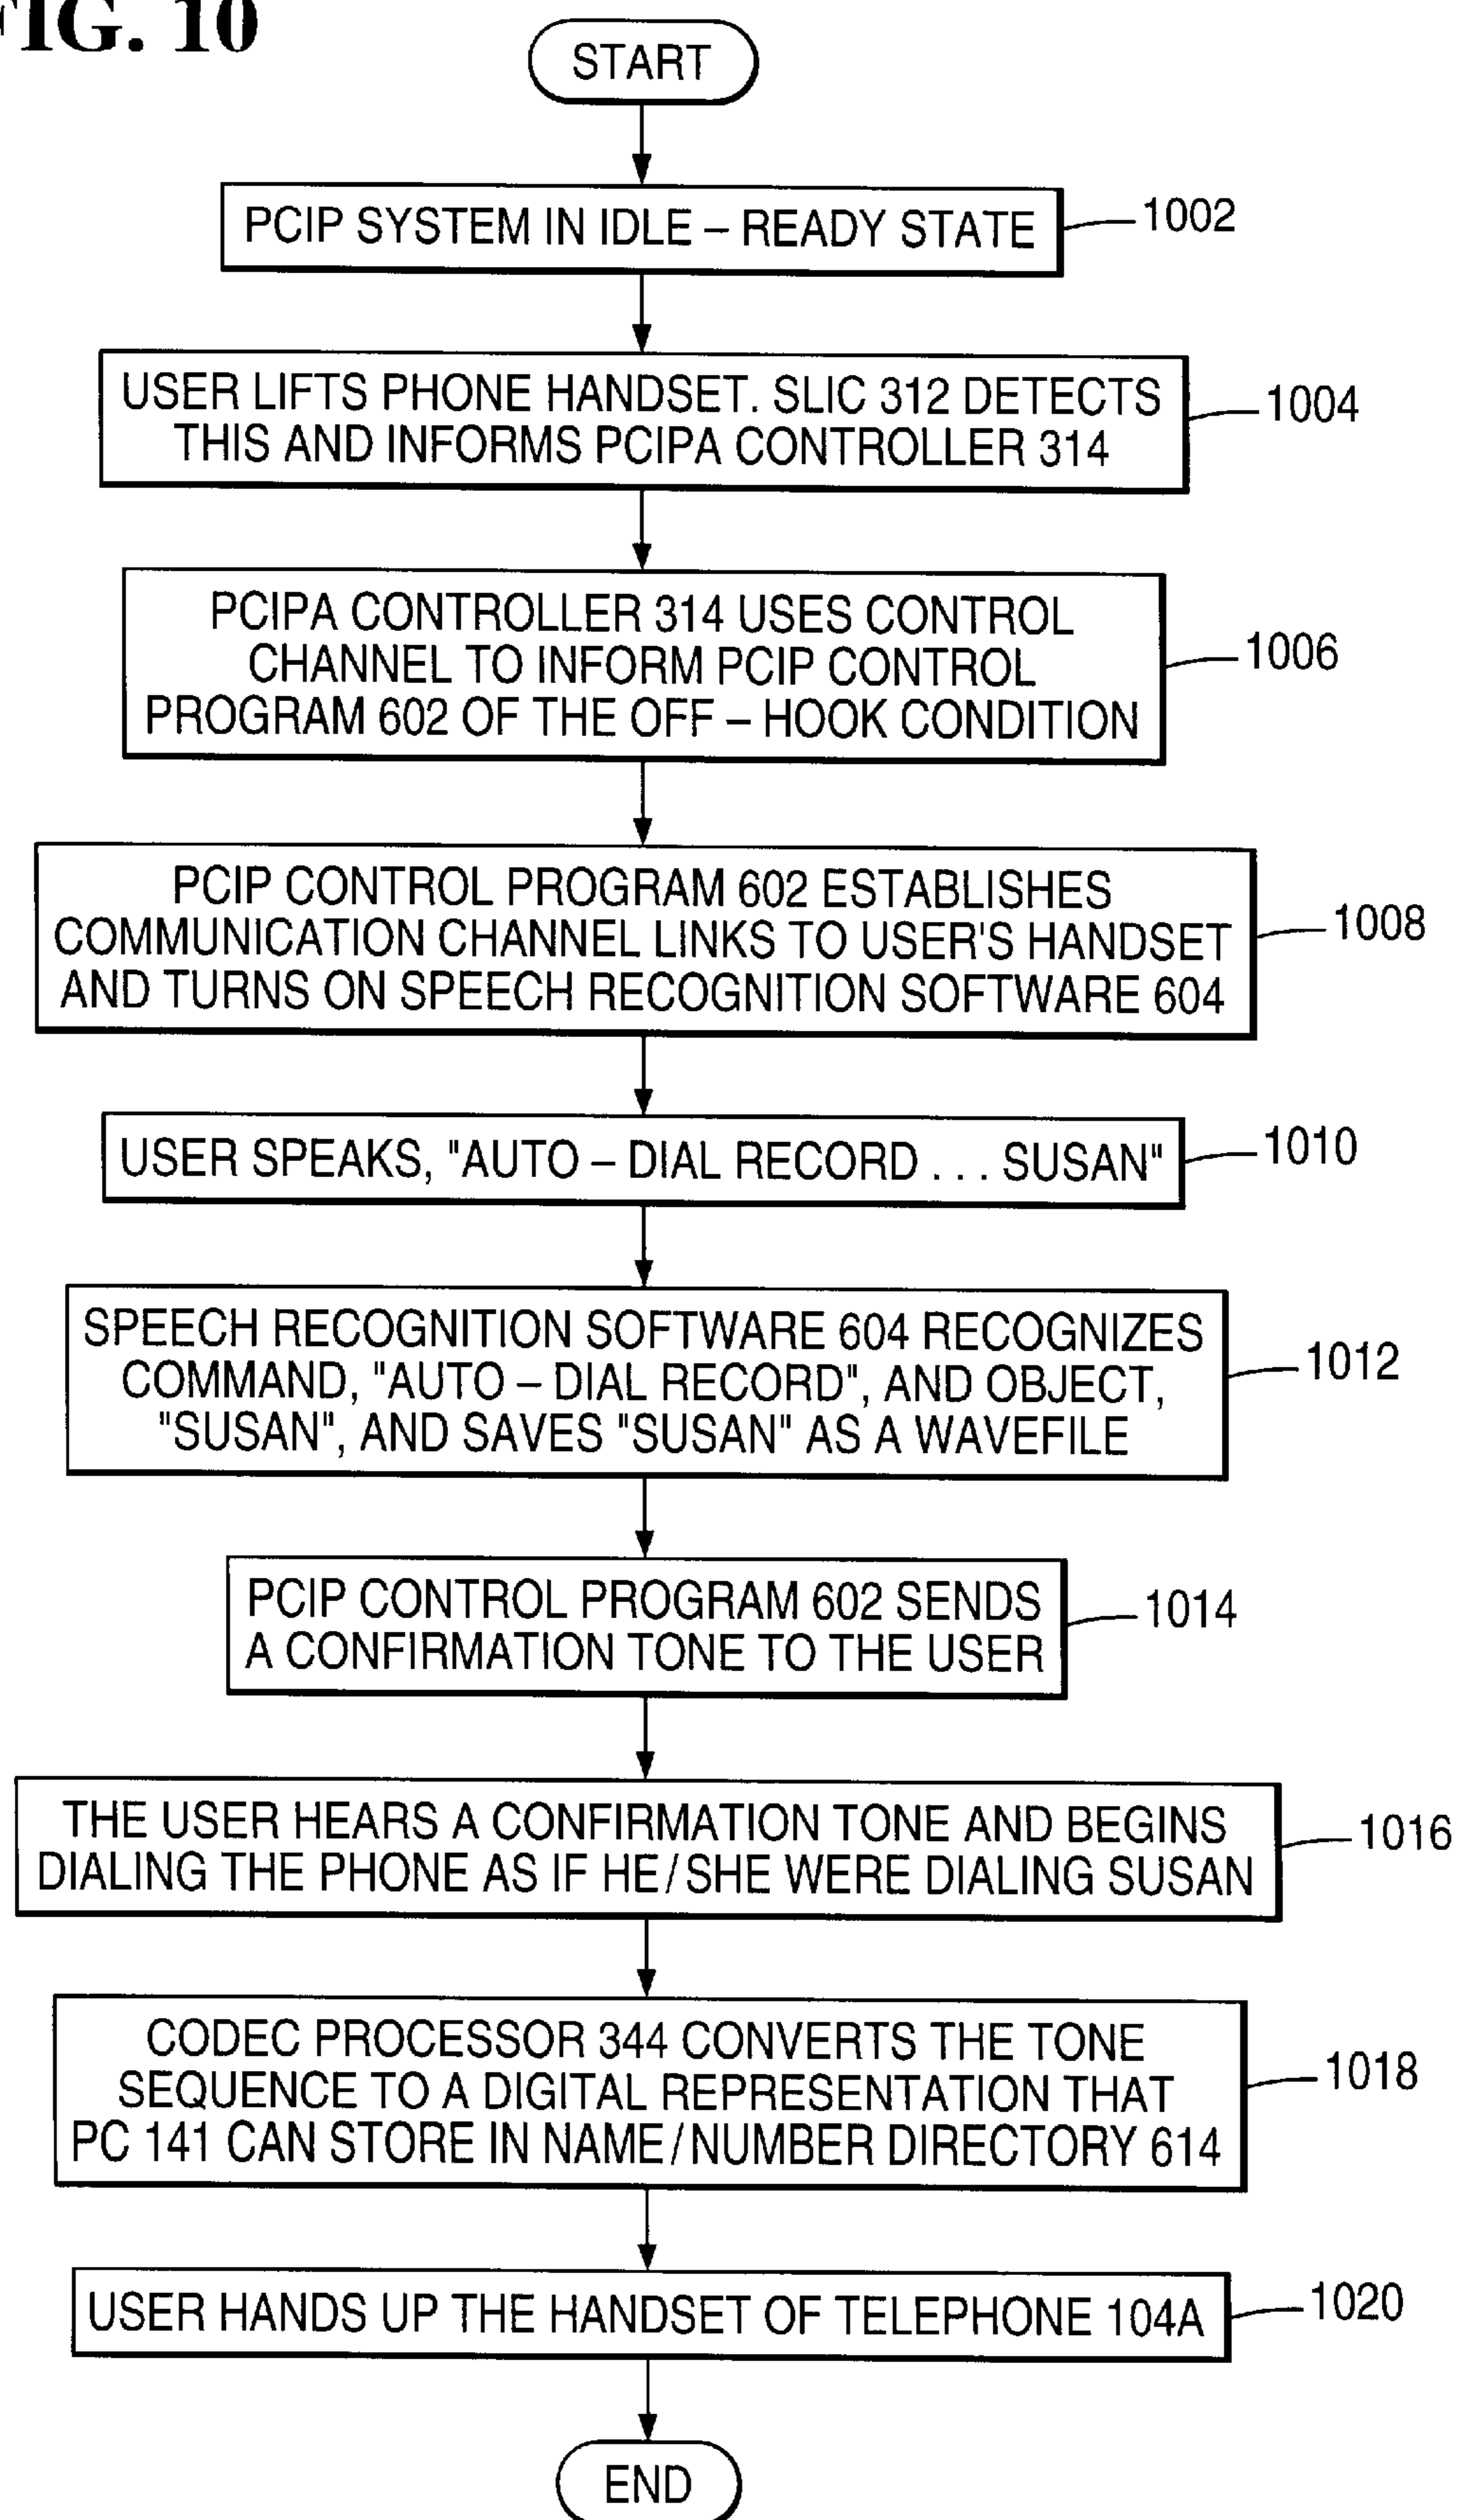 FIG. 10
START
PCIP SYSTEM IN IDLE – READY STATE
1002
USER LIFTS PHONE HANDSET. SLIC 312 DETECTS
THIS AND INFORMS PCIPA CONTROLLER 314
1004
PCIPA CONTROLLER 314 USES CONTROL
CHANNEL TO INFORM PCIP CONTROL
PROGRAM 602 OF THE OFF – HOOK CONDITION
1006
PCIP CONTROL PROGRAM 602 ESTABLISHES
COMMUNICATION CHANNEL LINKS TO USER'S HANDSET
AND TURNS ON SPEECH RECOGNITION SOFTWARE 604
1008
USER SPEAKS, "AUTO – DIAL RECORD . . . SUSAN"
1010
SPEECH RECOGNITION SOFTWARE 604 RECOGNIZES
COMMAND, "AUTO – DIAL RECORD", AND OBJECT,
"SUSAN", AND SAVES "SUSAN" AS A WAVEFILE
1012
PCIP CONTROL PROGRAM 602 SENDS
A CONFIRMATION TONE TO THE USER
1014
THE USER HEARS A CONFIRMATION TONE AND BEGINS
DIALING THE PHONE AS IF HE/SHE WERE DIALING SUSAN
1016
CODEC PROCESSOR 344 CONVERTS THE TONE
SEQUENCE TO A DIGITAL REPRESENTATION THAT
PC 141 CAN STORE IN NAME/NUMBER DIRECTORY 614
1018
USER HANDS UP THE HANDSET OF TELEPHONE 104A
1020
END